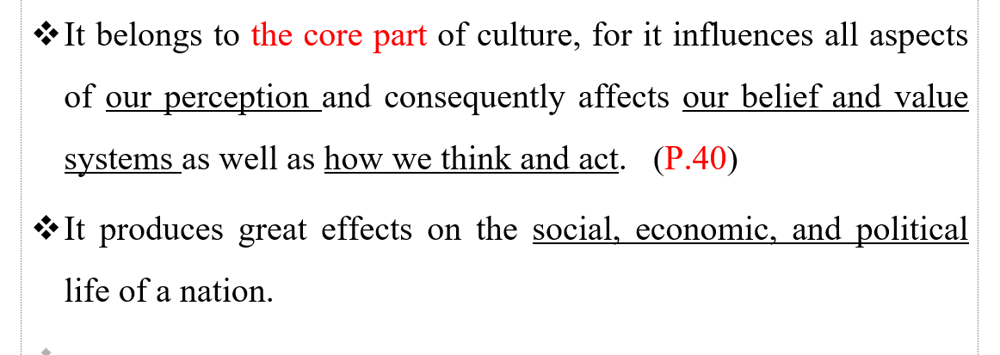 ❖It belongs to the core part of culture, for it influences all aspects
of our perception and consequently affects our belief and value
systems as well as how we think and act. (P.40)
❖It produces great effects on the social, economic, and political
life of a nation.